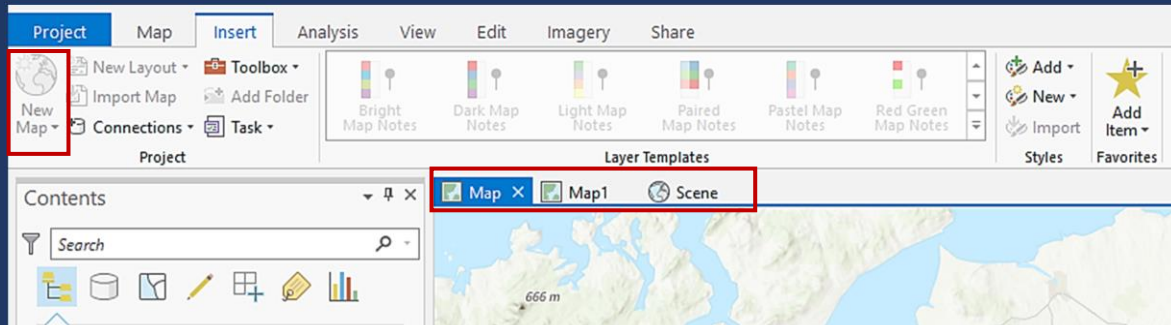 Project Map Insert Analysis View Edit Imagery Share
New Map
New Layout Toolbox
Import Map Add Folder
Connections Task
Project
Bright Map Notes
Dark Map Notes
Light Map Notes
Paired Map Notes
Pastel Map Notes
Red Green Map Notes
Layer Templates
Add
New
Import
Styles
Add Item
Favorites
Contents
Search
Map Map1 Scene
666 m